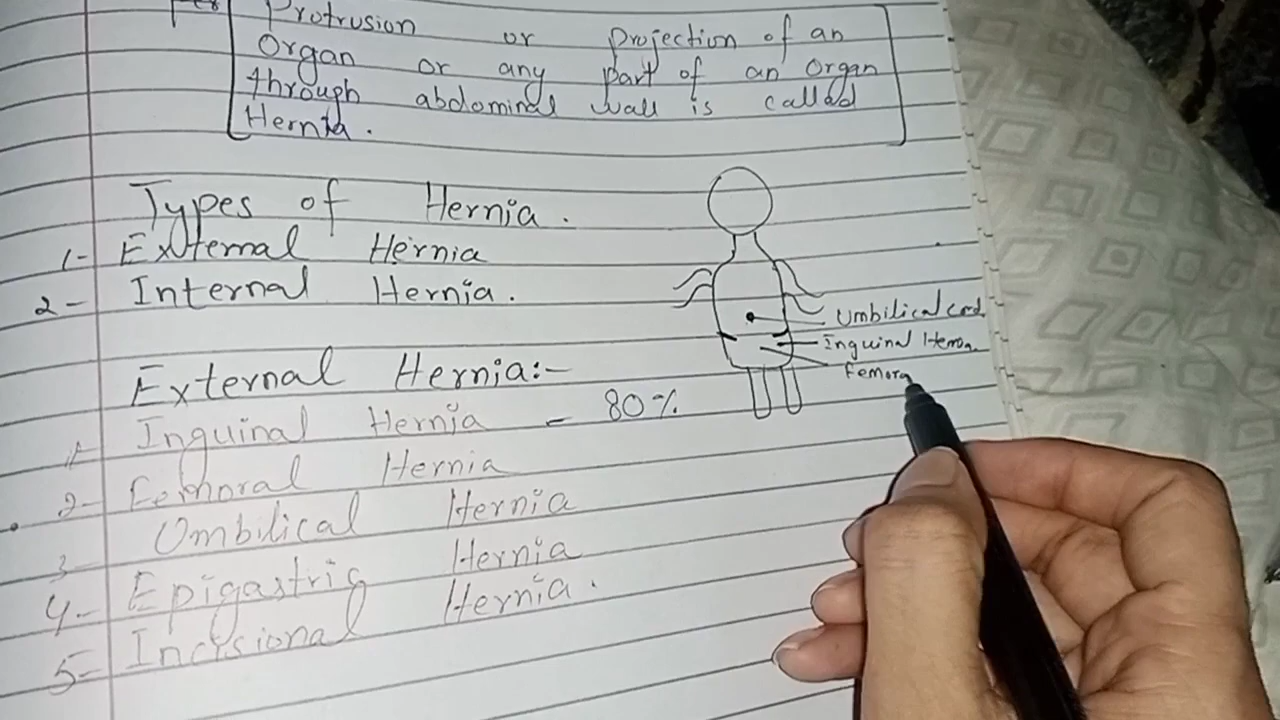 Protrusion or projection of an
Organ or any part of an Organ
through abdominal wall is called
Hernia.
Types of Hernia.
1- External Hernia
2- Internal Hernia.
Umbilical Cord
Inguinal Hernia
Femora
External Hernia:-
1- Inguinal Hernia - 80%
2- Femoral Hernia
3- Umbilical Hernia
4- Epigastric Hernia
5- Incisional Hernia.